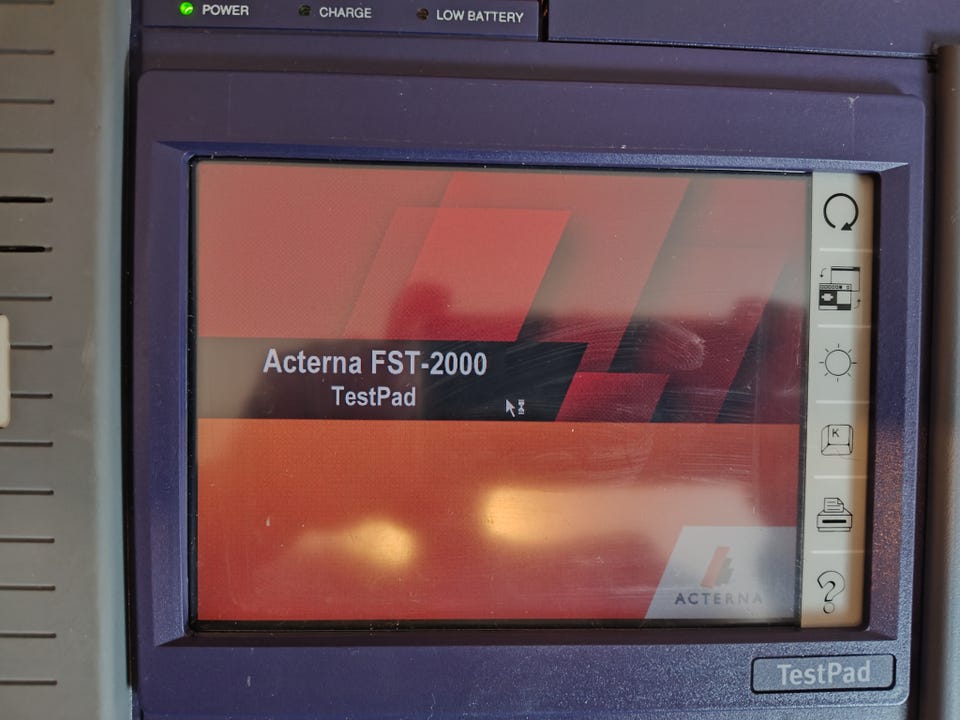 POWER CHARGE LOW BATTERY
Acterna FST-2000
TestPad
K
?
ACTERNA
TestPad